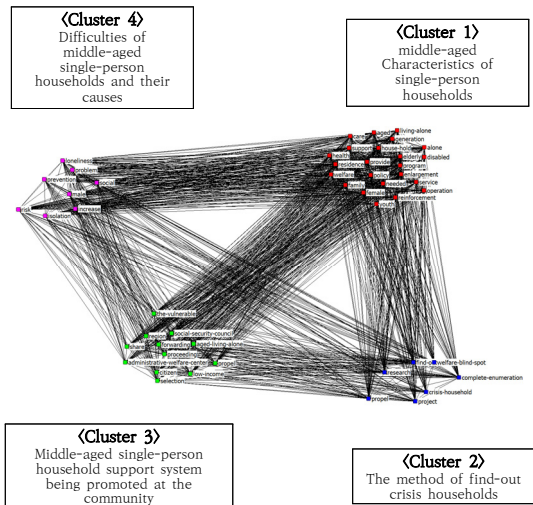 〈Cluster 4〉
Difficulties of
middle-aged
single-person
households and their
causes
〈Cluster 1〉
middle-aged
Characteristics of
single-person
households
loneliness
problem
prevention
social
male
risk
increase
isolation
care
aged
living-alone
generation
support
house-hold
alone
health
elderly
disabled
residence
provide
program
welfare
policy
enlargement
family
needed
service
female
operation
reinforcement
youth
the-vulnerable
region
social-security-council
share
forwarding
aged-living-alone
proceeding
administrative-welfare-center
propel
citizen
low-income
selection
find-out
welfare-blind-spot
research
complete-enumeration
crisis-household
propel
project
〈Cluster 3〉
Middle-aged single-person
household support system
being promoted at the
community
〈Cluster 2〉
The method of find-out
crisis households